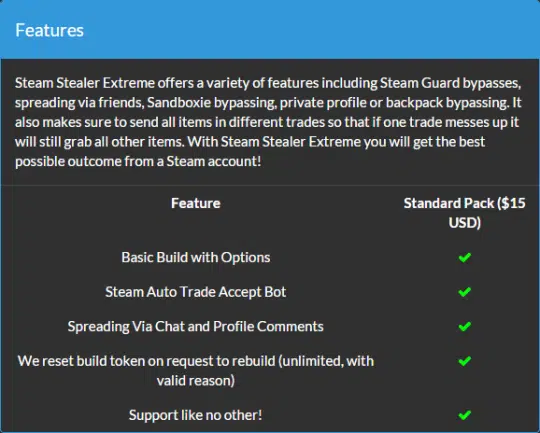 Features
Steam Stealer Extreme offers a variety of features including Steam Guard bypasses,
spreading via friends, Sandboxie bypassing, private profile or backpack bypassing. It
also makes sure to send all items in different trades so that if one trade messes up it
will still grab all other items. With Steam Stealer Extreme you will get the best
possible outcome from a Steam account!
Feature
Standard Pack ($15
USD)
Basic Build with Options
Steam Auto Trade Accept Bot
Spreading Via Chat and Profile Comments
We reset build token on request to rebuild (unlimited, with
valid reason)
Support like no other!